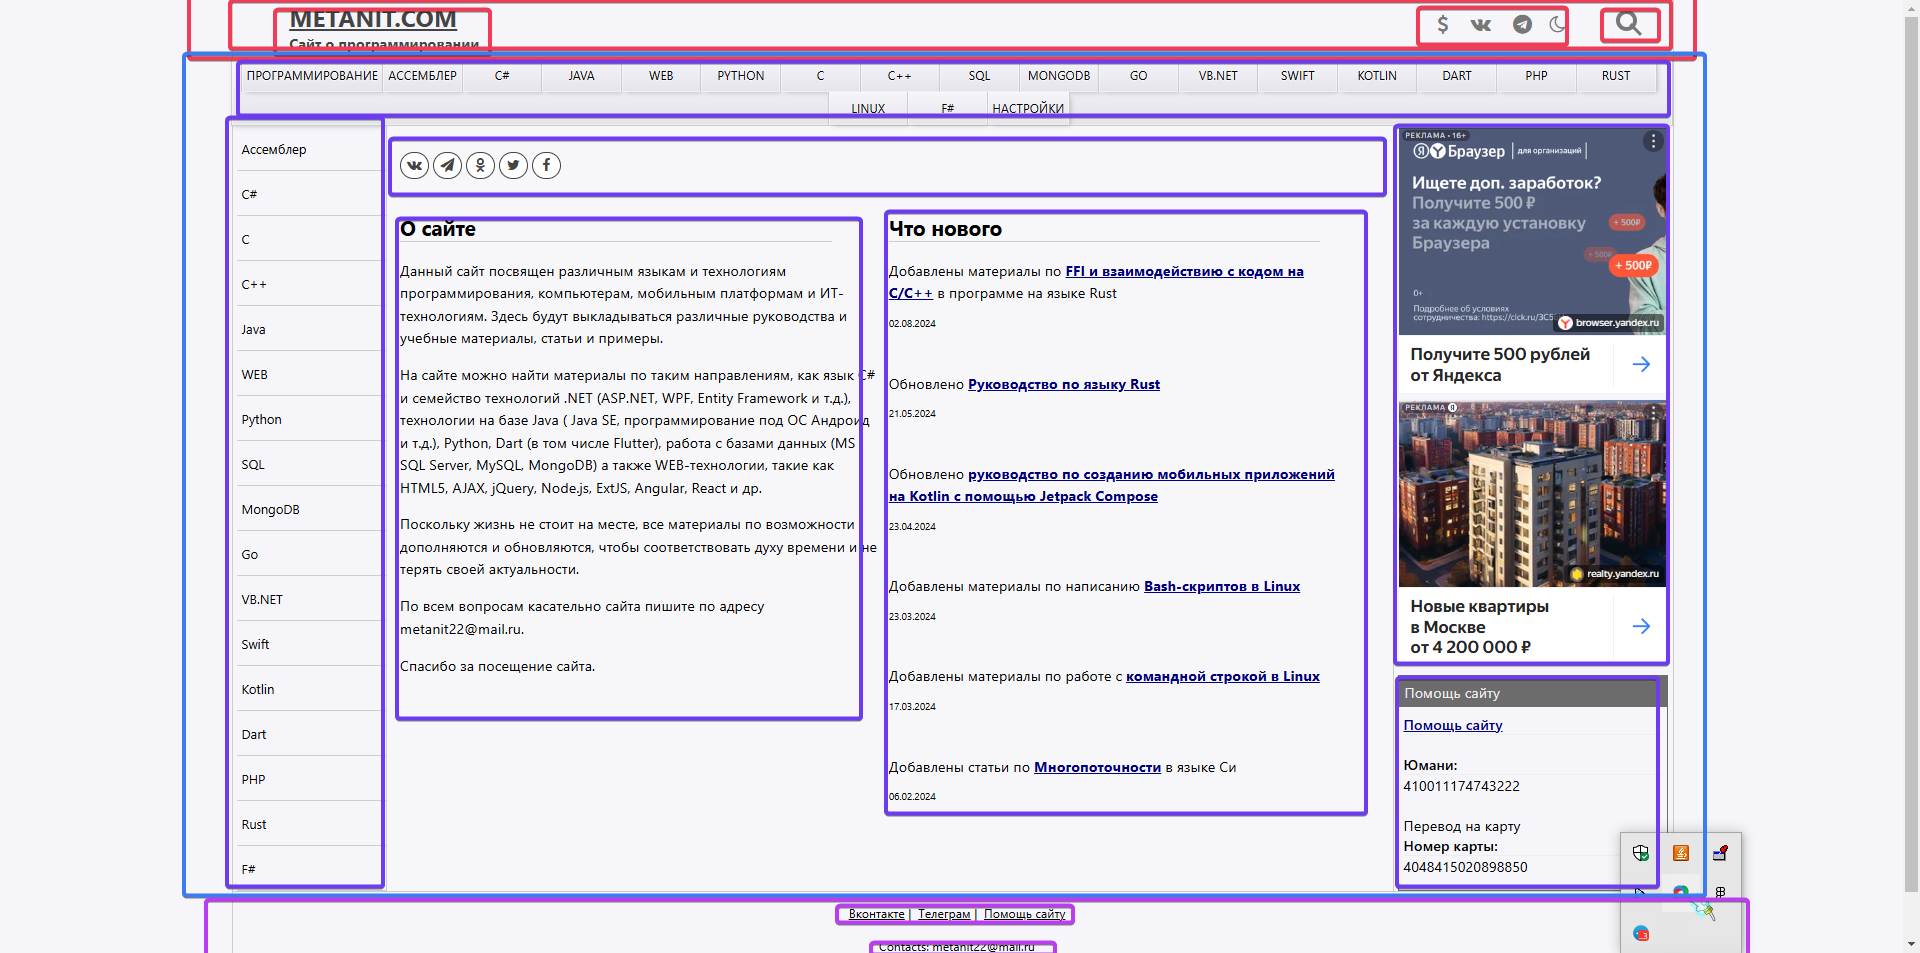 METANIT.COM
Сайт о программировании
ПРОГРАММИРОВАНИЕ АССЕМБЛЕР C# JAVA WEB PYTHON C C++ SQL MONGODB GO VB.NET SWIFT KOTLIN DART PHP RUST
LINUX F# НАСТРОЙКИ
Ассемблер
C#
C
C++
Java
WEB
Python
SQL
MongoDB
Go
VB.NET
Swift
Kotlin
Dart
PHP
Rust
F#
О сайте
Данный сайт посвящен различным языкам и технологиям
программирования, компьютерам, мобильным платформам и ИТ-
технологиям. Здесь будут выкладываться различные руководства и
учебные материалы, статьи и примеры.
На сайте можно найти материалы по таким направлениям, как язык C#
и семейство технологий .NET (ASP.NET, WPF, Entity Framework и т.д.),
технологии на базе Java ( Java SE, программирование под ОС Андроид
и т.д.), Python, Dart (в том числе Flutter), работа с базами данных (MS
SQL Server, MySQL, MongoDB) а также WEB-технологии, такие как
HTML5, AJAX, jQuery, Node.js, ExtJS, Angular, React и др.
Поскольку жизнь не стоит на месте, все материалы по возможности
дополняются и обновляются, чтобы соответствовать духу времени и не
терять своей актуальности.
По всем вопросам касательно сайта пишите по адресу
metanit22@mail.ru.
Спасибо за посещение сайта.
Что нового
Добавлены материалы по FFI и взаимодействию с кодом на
C/C++ в программе на языке Rust
02.08.2024
Обновлено Руководство по языку Rust
21.05.2024
Обновлено руководство по созданию мобильных приложений
на Kotlin с помощью Jetpack Compose
23.04.2024
Добавлены материалы по написанию Bash-скриптов в Linux
23.03.2024
Добавлены материалы по работе с командной строкой в Linux
17.03.2024
Добавлены статьи по Многопоточности в языке Си
06.02.2024
РЕКЛАМА • 16+
Я Y Браузер | для организаций |
Ищете доп. заработок?
Получите 500 ₽
за каждую установку
Браузера
+ 500₽
+ 500₽
+ 500₽
0+
Подробнее об условиях
сотрудничества: https://clck.ru/3C5
browser.yandex.ru
Получите 500 рублей
от Яндекса
РЕКЛАМА Я
realty.yandex.ru
Новые квартиры
в Москве
от 4 200 000 ₽
Помощь сайту
Помощь сайту
Юмани:
410011174743222
Перевод на карту
Номер карты:
4048415020898850
Вконтакте | Телеграм | Помощь сайту
Contacts: metanit22@mail.ru